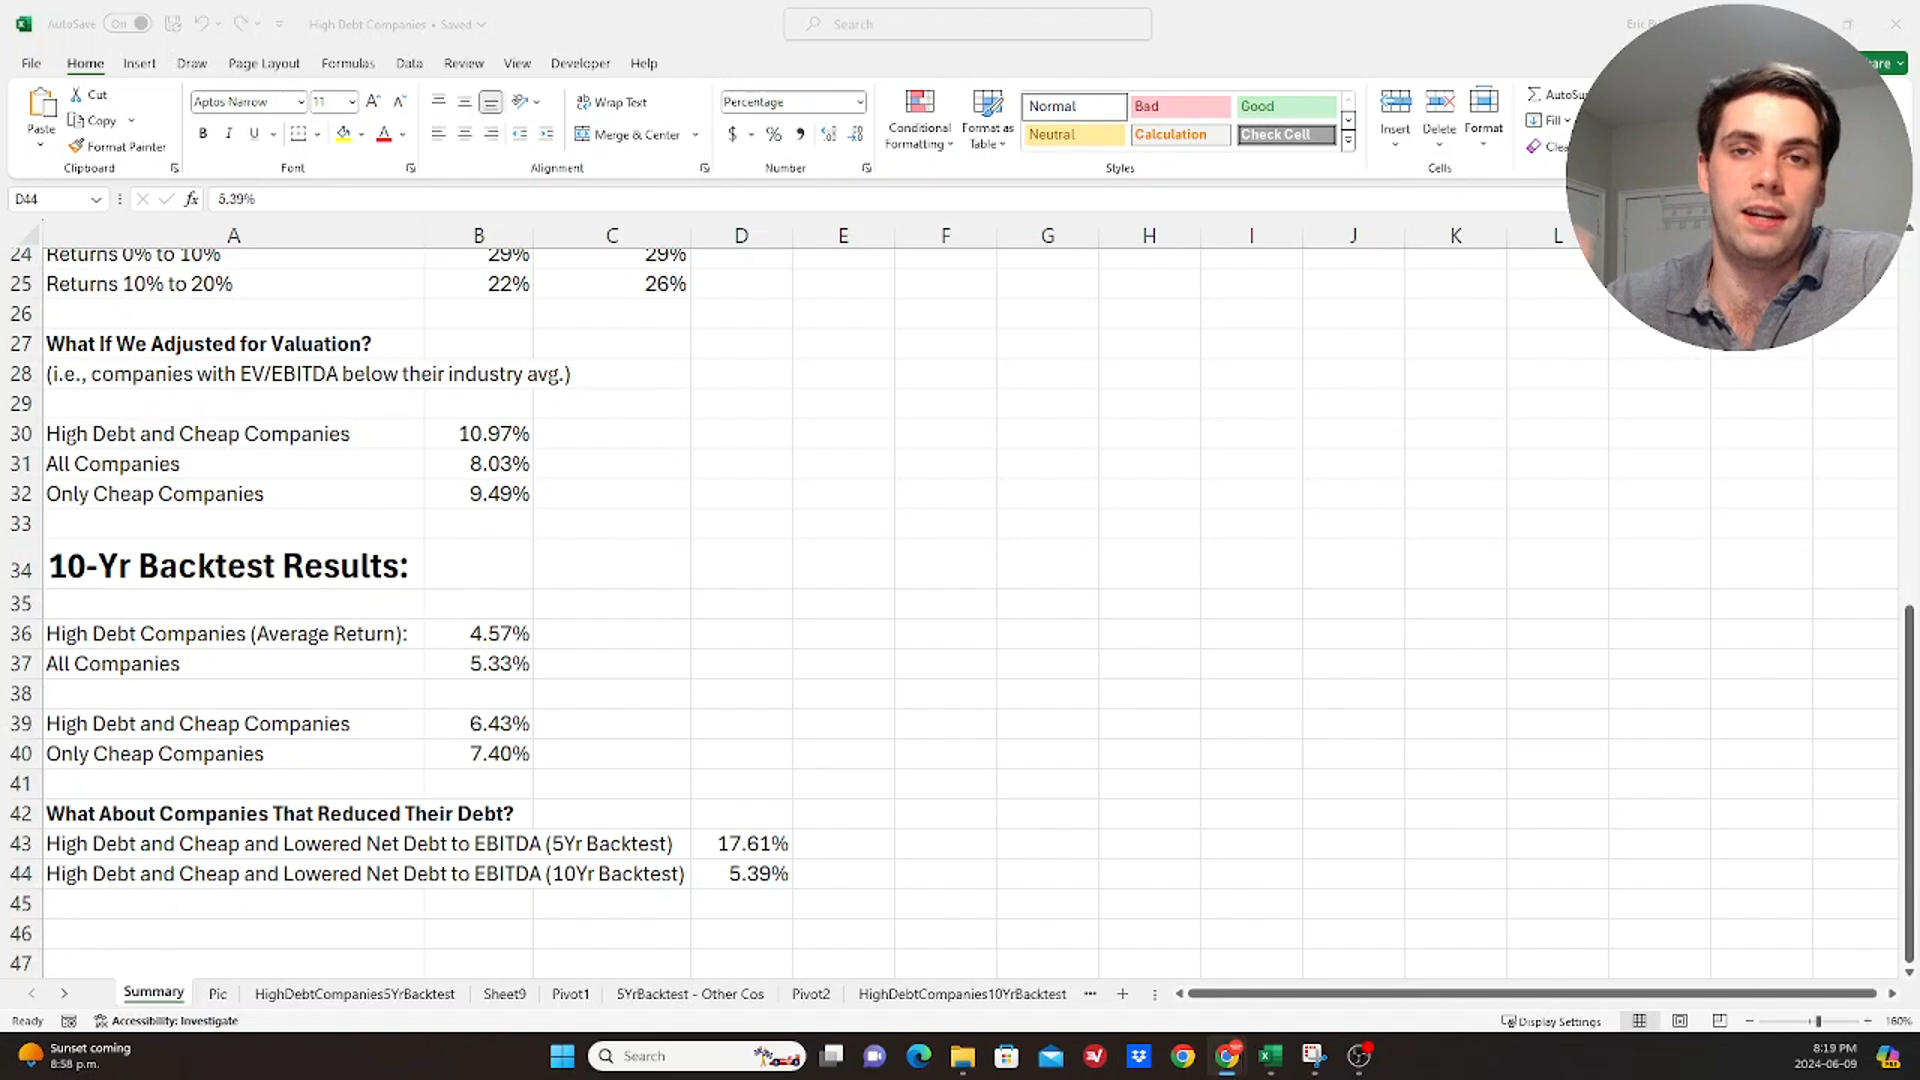 AutoSave On High Debt Companies • Saved Search
File Home Insert Draw Page Layout Formulas Data Review View Developer Help
Paste Cut Copy Format Painter
Aptos Narrow 11
B I U
Wrap Text
Merge & Center
Percentage
$ %
Conditional Formatting
Format as Table
Normal Bad Good
Neutral Calculation Check Cell
Insert Delete Format
Fill
Clipboard Font Alignment Number Styles Cells
D44 fx 5.39%
A B C D E F G H I J K L
24 Returns 0% to 10% 29% 29%
25 Returns 10% to 20% 22% 26%
26
27 What If We Adjusted for Valuation?
28 (i.e., companies with EV/EBITDA below their industry avg.)
29
30 High Debt and Cheap Companies 10.97%
31 All Companies 8.03%
32 Only Cheap Companies 9.49%
33
34 10-Yr Backtest Results:
35
36 High Debt Companies (Average Return): 4.57%
37 All Companies 5.33%
38
39 High Debt and Cheap Companies 6.43%
40 Only Cheap Companies 7.40%
41
42 What About Companies That Reduced Their Debt?
43 High Debt and Cheap and Lowered Net Debt to EBITDA (5Yr Backtest) 17.61%
44 High Debt and Cheap and Lowered Net Debt to EBITDA (10Yr Backtest) 5.39%
45
46
47
Summary Pic HighDebtCompanies5YrBacktest Sheet9 Pivot1 5YrBacktest - Other Cos Pivot2 HighDebtCompanies10YrBacktest
Ready Accessibility: Investigate Display Settings 160%
Sunset coming
8:58 p.m.
Search
8:19 PM
2024-06-09